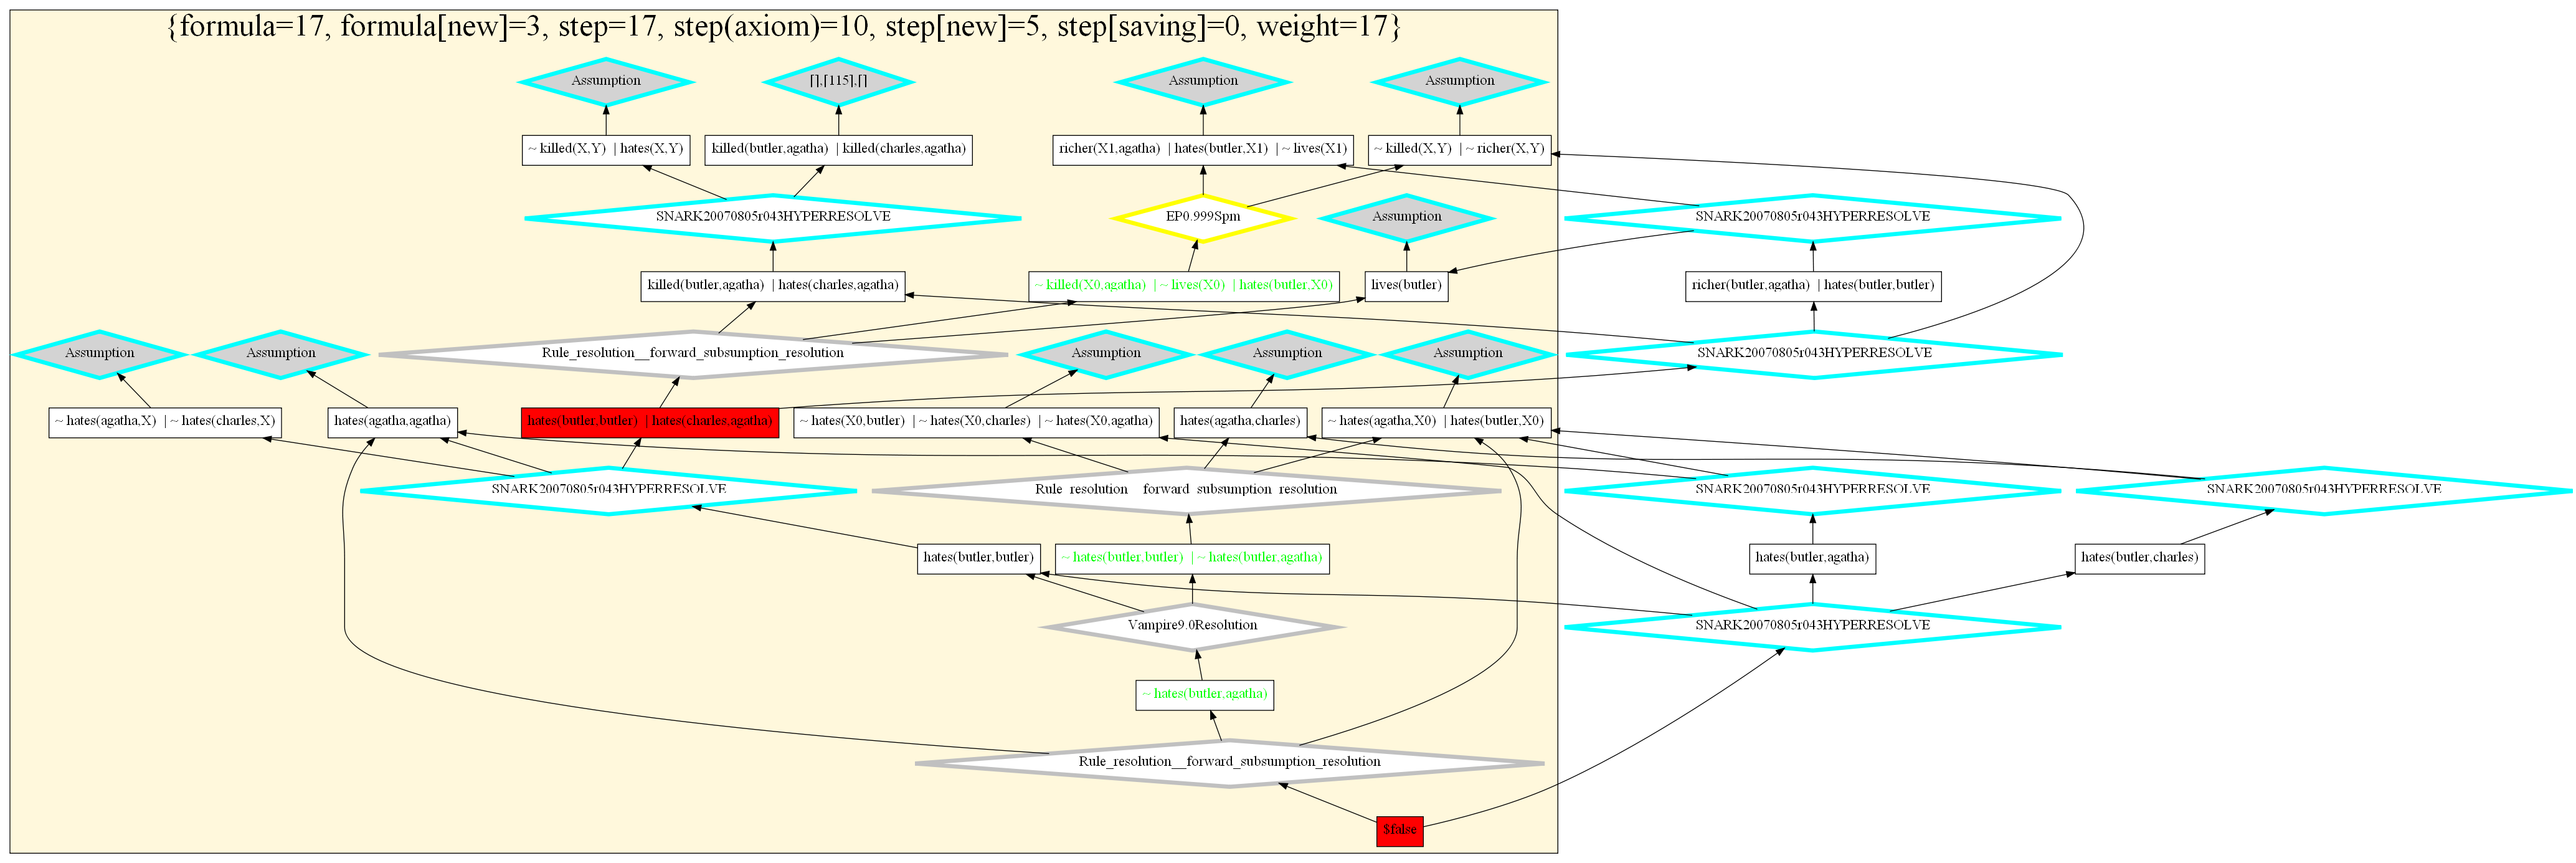 {formula=17, formula[new]=3, step=17, step(axiom)=10, step[new]=5, step[saving]=0, weight=17}
Assumption
[],[115],[]
Assumption
Assumption
~ killed(X,Y) | hates(X,Y)
killed(butler,agatha) | killed(charles,agatha)
richer(X1,agatha) | hates(butler,X1) | ~ lives(X1)
~ killed(X,Y) | ~ richer(X,Y)
SNARK20070805r043HYPERRESOLVE
EP0.999Spm
Assumption
SNARK20070805r043HYPERRESOLVE
killed(butler,agatha) | hates(charles,agatha)
~ killed(X0,agatha) | ~ lives(X0) | hates(butler,X0)
lives(butler)
richer(butler,agatha) | hates(butler,butler)
Assumption
Assumption
Rule_resolution__forward_subsumption_resolution
Assumption
Assumption
Assumption
SNARK20070805r043HYPERRESOLVE
~ hates(agatha,X) | ~ hates(charles,X)
hates(agatha,agatha)
hates(butler,butler) | hates(charles,agatha)
~ hates(X0,butler) | ~ hates(X0,charles) | ~ hates(X0,agatha)
hates(agatha,charles)
~ hates(agatha,X0) | hates(butler,X0)
SNARK20070805r043HYPERRESOLVE
Rule_resolution__forward_subsumption_resolution
SNARK20070805r043HYPERRESOLVE
SNARK20070805r043HYPERRESOLVE
hates(butler,butler)
~ hates(butler,butler) | ~ hates(butler,agatha)
hates(butler,agatha)
hates(butler,charles)
Vampire9.0Resolution
SNARK20070805r043HYPERRESOLVE
~ hates(butler,agatha)
Rule_resolution__forward_subsumption_resolution
$false